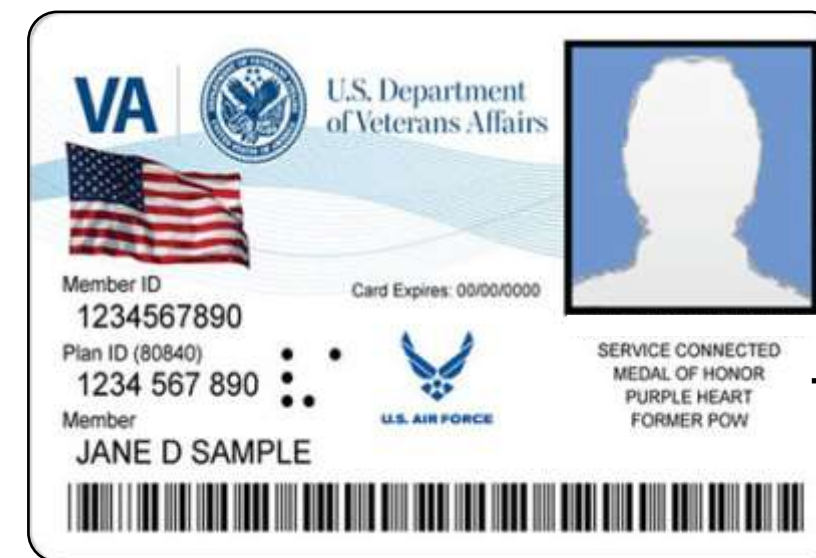 VA
U.S. Department
of Veterans Affairs
Member ID
1234567890
Card Expires: 00/00/0000
Plan ID (80840)
1234 567 890
Member
JANE D SAMPLE
U.S. AIR FORCE
SERVICE CONNECTED
MEDAL OF HONOR
PURPLE HEART
FORMER POW